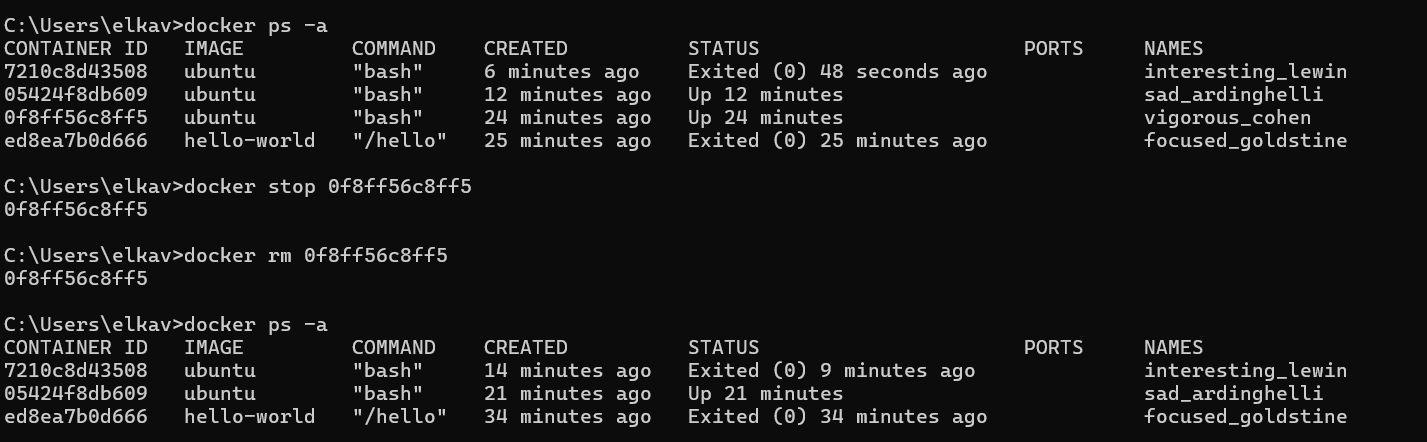 C:\Users\elkav>docker ps -a
CONTAINER ID   IMAGE         COMMAND    CREATED          STATUS                      PORTS     NAMES
7210c8d43508   ubuntu        "bash"     6 minutes ago    Exited (0) 48 seconds ago             interesting_lewin
05424f8db609   ubuntu        "bash"     12 minutes ago   Up 12 minutes                         sad_ardinghelli
0f8ff56c8ff5   ubuntu        "bash"     24 minutes ago   Up 24 minutes                         vigorous_cohen
ed8ea7b0d666   hello-world   "/hello"   25 minutes ago   Exited (0) 25 minutes ago             focused_goldstine
C:\Users\elkav>docker stop 0f8ff56c8ff5
0f8ff56c8ff5
C:\Users\elkav>docker rm 0f8ff56c8ff5
0f8ff56c8ff5
C:\Users\elkav>docker ps -a
CONTAINER ID   IMAGE         COMMAND    CREATED          STATUS                      PORTS     NAMES
7210c8d43508   ubuntu        "bash"     14 minutes ago   Exited (0) 9 minutes ago              interesting_lewin
05424f8db609   ubuntu        "bash"     21 minutes ago   Up 21 minutes                         sad_ardinghelli
ed8ea7b0d666   hello-world   "/hello"   34 minutes ago   Exited (0) 34 minutes ago             focused_goldstine